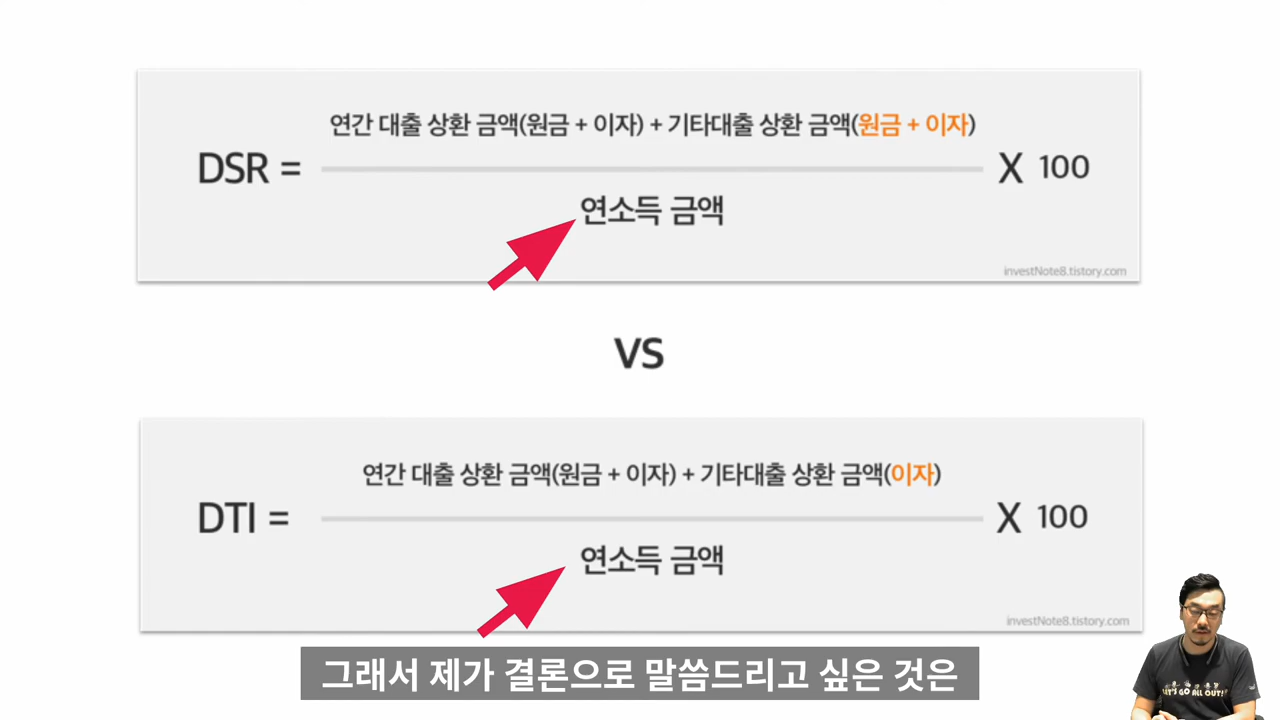 연간 대출 상환 금액(원금 + 이자) + 기타대출 상환 금액(원금 + 이자)
DSR =
X 100
연소득 금액
investNote8.tistory.com
VS
연간 대출 상환 금액(원금 + 이자) + 기타대출 상환 금액(이자)
DTI =
X 100
연소득 금액
investNote8.tistory.com
그래서 제가 결론으로 말씀드리고 싶은 것은
LET'S GO ALL OUT!